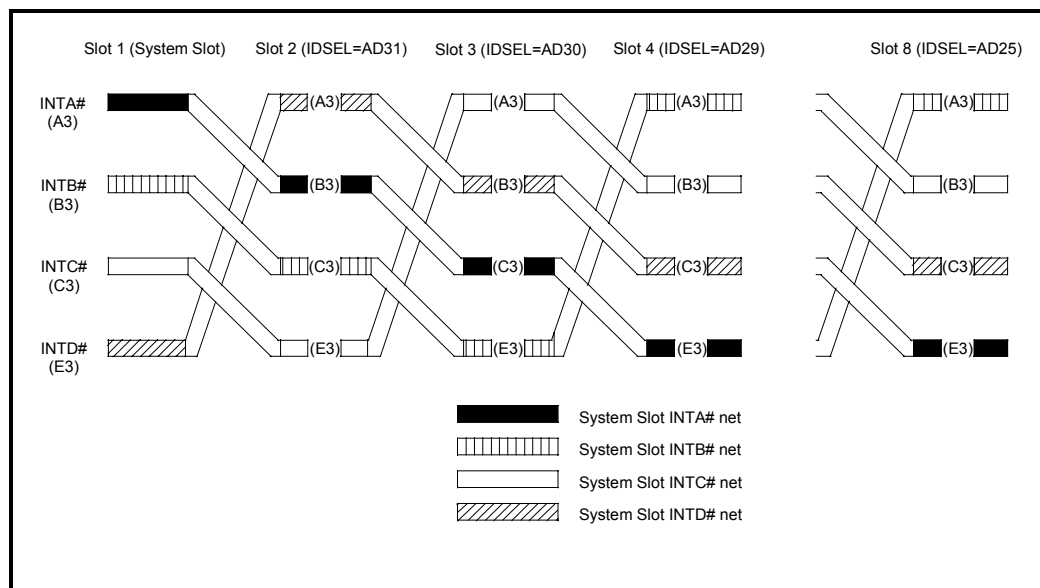 Slot 1 (System Slot) Slot 2 (IDSEL=AD31) Slot 3 (IDSEL=AD30) Slot 4 (IDSEL=AD29) Slot 8 (IDSEL=AD25)
INTA# (A3) (A3) (A3) (A3)
(A3)
INTB# (B3) (B3) (B3) (B3)
(B3)
INTC# (C3) (C3) (C3) (C3)
(C3)
INTD# (E3) (E3) (E3) (E3)
(E3)
System Slot INTA# net
System Slot INTB# net
System Slot INTC# net
System Slot INTD# net